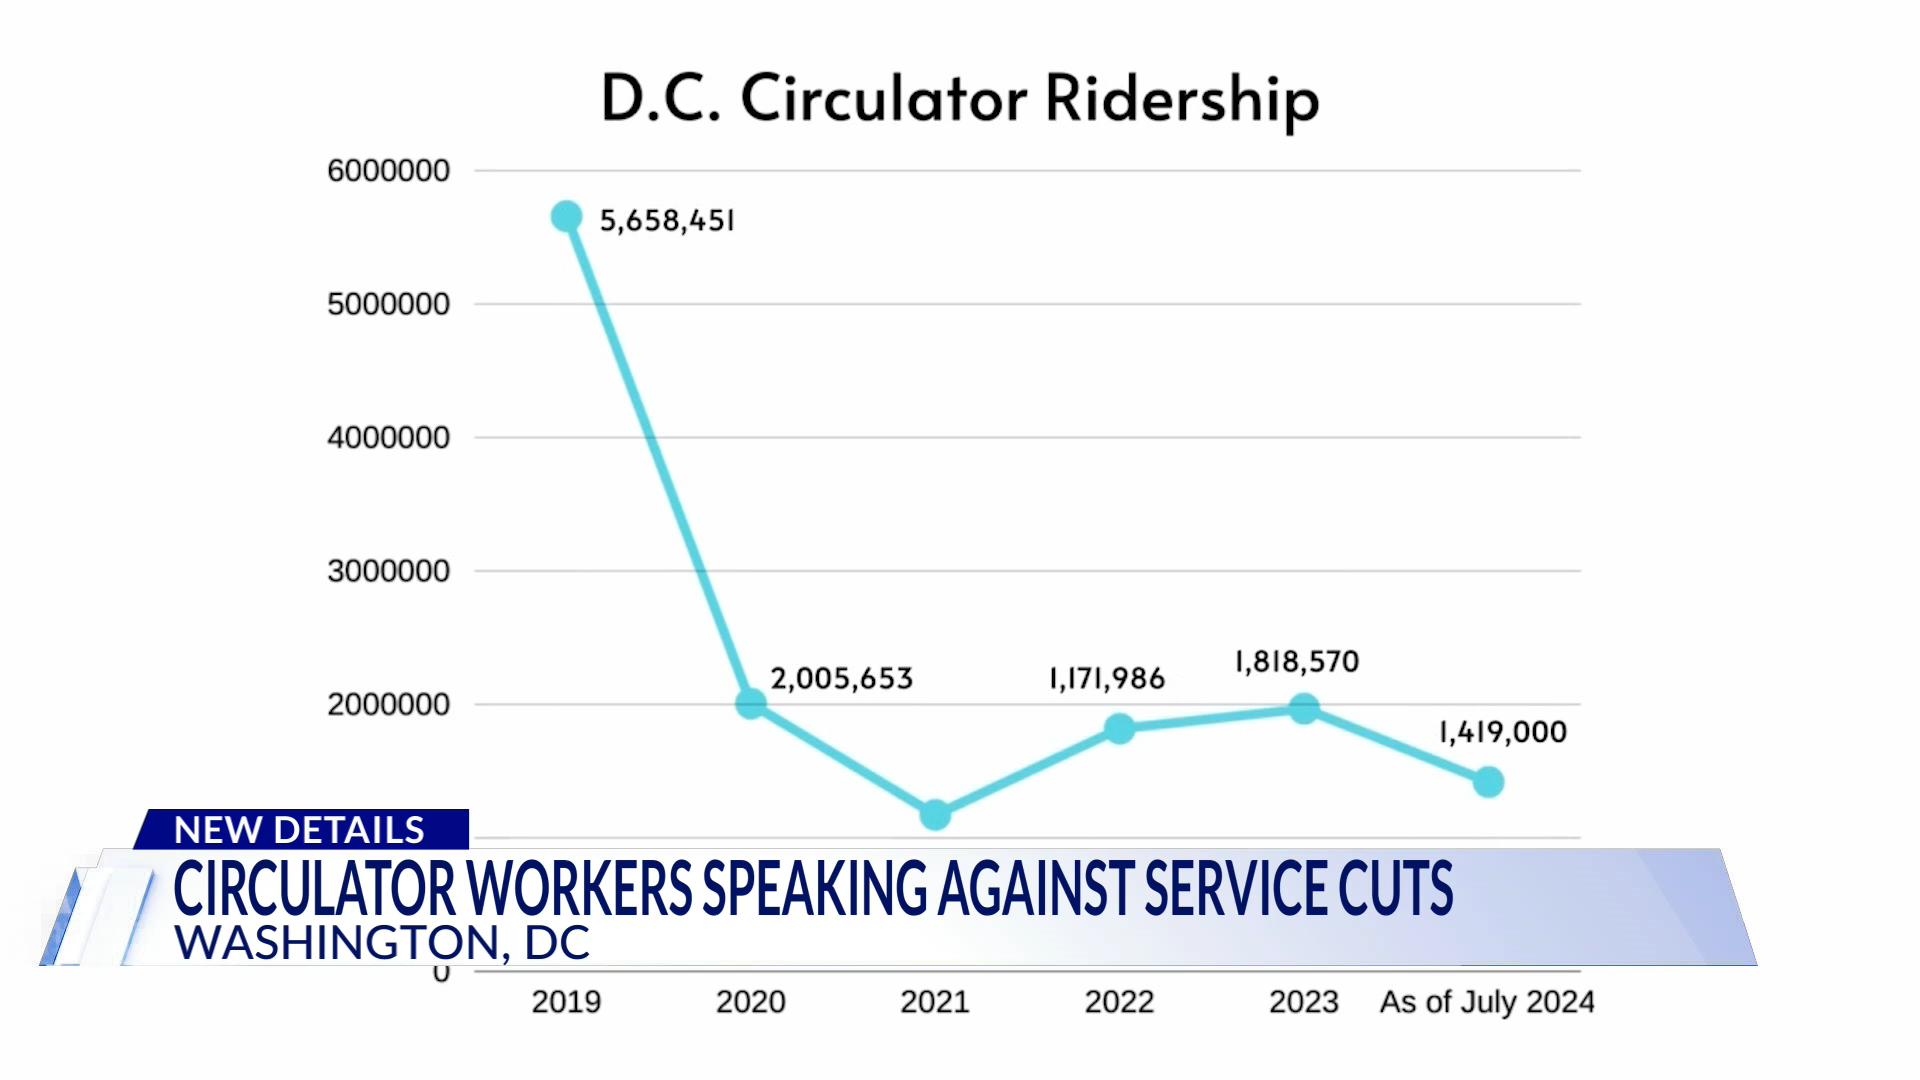 D.C. Circulator Ridership
6000000
5,658,451
5000000
4000000
3000000
2,005,653
1,171,986
1,818,570
2000000
1,419,000
NEW DETAILS
CIRCULATOR WORKERS SPEAKING AGAINST SERVICE CUTS
WASHINGTON, DC
0
2019 2020 2021 2022 2023 As of July 2024